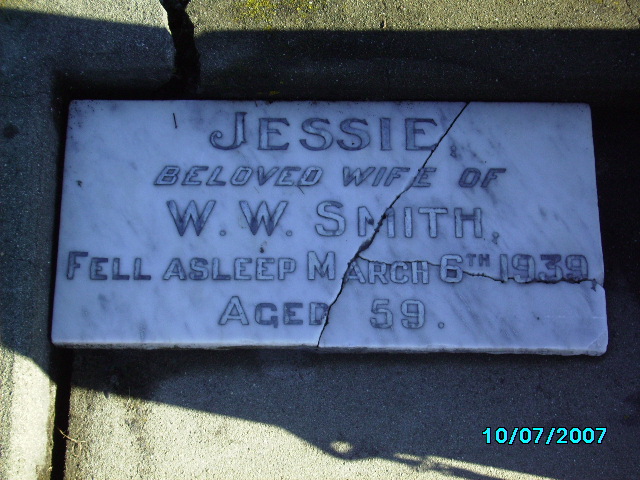 JESSIE,
BELOVED WIFE OF
W. W. SMITH,
FELL ASLEEP MARCH 6TH 1939
AGED 59.
10/07/2007